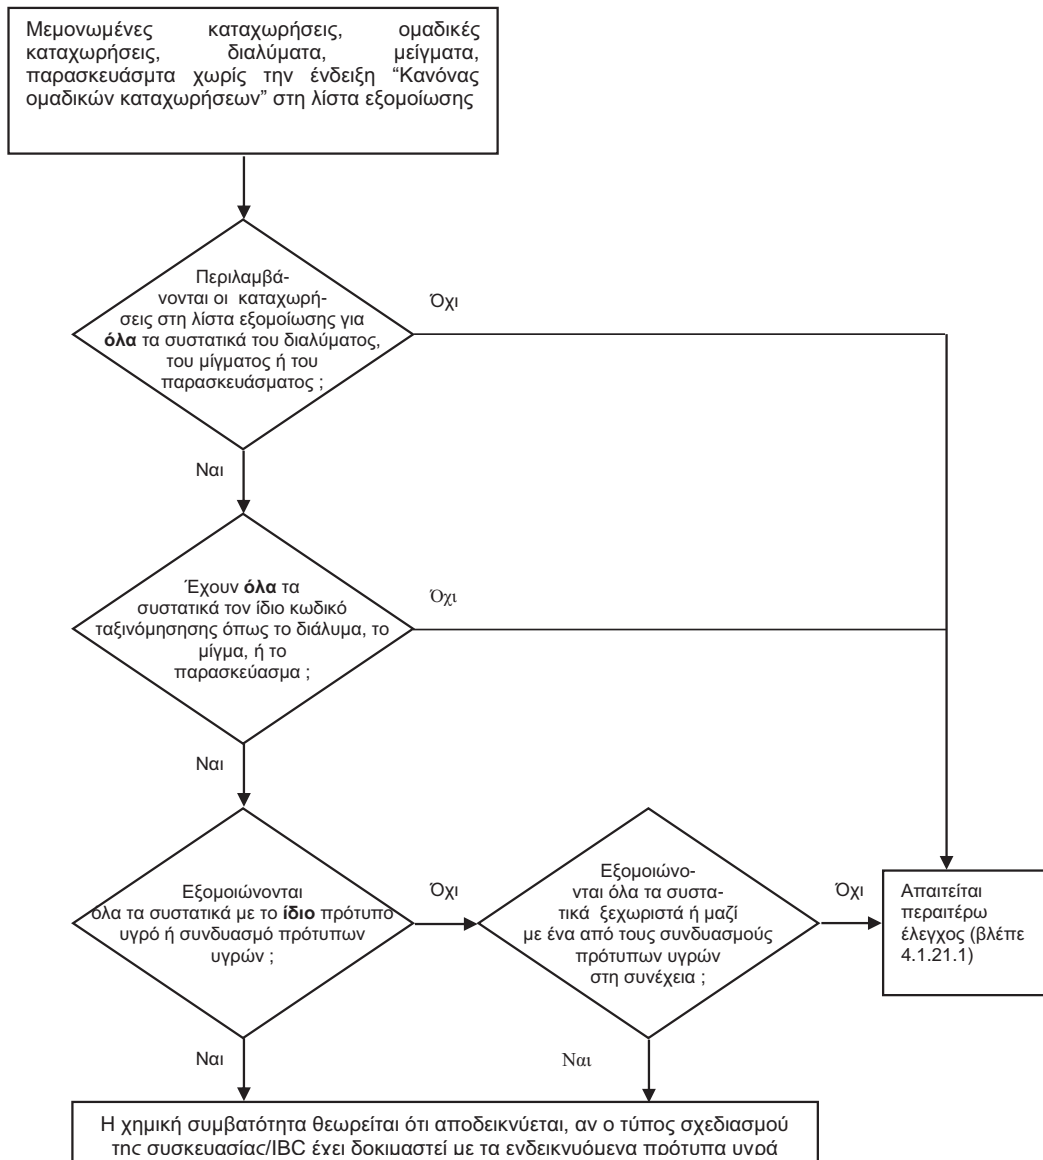 Μεμονωμένες καταχωρήσεις, ομαδικές
καταχωρήσεις, διαλύματα, μείγματα,
παρασκευάσμτα χωρίς την ένδειξη “Κανόνας
ομαδικών καταχωρήσεων” στη λίστα εξομοίωσης
Περιλαμβά-
νονται οι καταχωρή-
σεις στη λίστα εξομοίωσης για
όλα τα συστατικά του διαλύματος,
του μίγματος ή του
παρασκευάσματος ;
Όχι
Ναι
Έχουν όλα τα
συστατικά τον ίδιο κωδικό
ταξινόμησησης όπως το διάλυμα, το
μίγμα, ή το
παρασκεύασμα ;
Όχι
Ναι
Εξομοιώνονται
όλα τα συστατικά με το ίδιο πρότυπο
υγρό ή συνδυασμό πρότυπων
υγρών ;
Όχι
Εξομοιώνο-
νται όλα τα συστα-
τικά ξεχωριστά ή μαζί
με ένα από τους συνδυασμούς
πρότυπων υγρών
στη συνέχεια ;
Όχι
Απαιτείται
περαιτέρω
έλεγχος (βλέπε
4.1.21.1)
Ναι
Ναι
Η χημική συμβατότητα θεωρείται ότι αποδεικνύεται, αν ο τύπος σχεδιασμού
της συσκευασίας/IBC έχει δοκιμαστεί με τα ενδεικνυόμενα πρότυπα υγρά